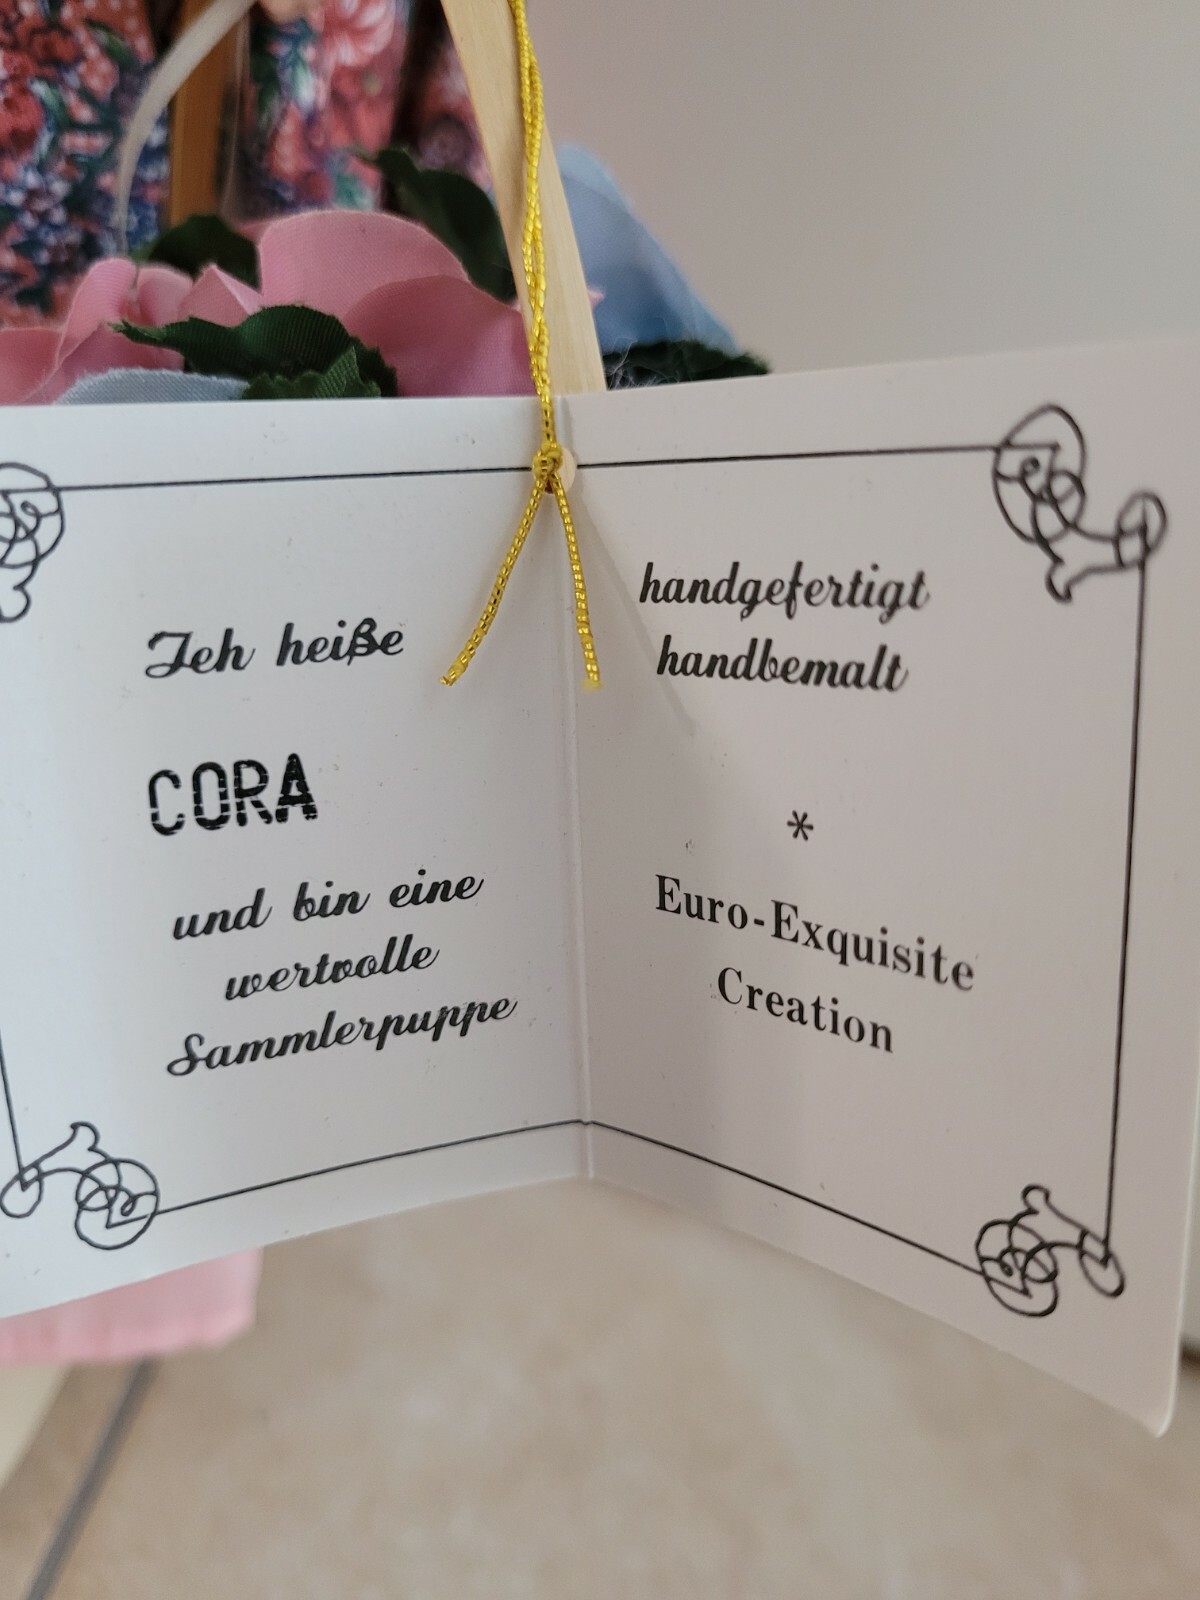 Ich heiße
CORA
und bin eine
wertvolle
Sammlerpuppe
handgefertigt
handbemalt
*
Euro-Exquisite
Creation